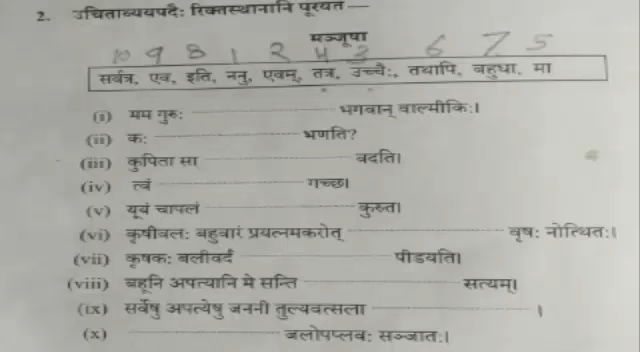 2. उचिताव्ययपदैः रिक्तस्थानानि पूरयत —
मञ्जूषा
10 9 8 1 2 4 3 6 7 5
सर्वत्र, एव, इति, ननु, एवम्, तत्र, उच्चैः, तथापि, बहुधा, मा
(i) मम गुरुः ........................ भगवान् वाल्मीकिः।
(ii) कः ........................ भणति?
(iii) कुपिता सा ........................ वदति।
(iv) त्वं ........................ गच्छ।
(v) यूयं चापलं ........................ कुरुत।
(vi) कृषीवलः बहुवारं प्रयत्नमकरोत् ........................ वृषः नोत्थितः।
(vii) कृषकः बलीवर्दं ........................ पीडयति।
(viii) बहूनि अपत्यानि मे सन्ति ........................ सत्यम्।
(ix) सर्वेषु अपत्येषु जननी तुल्यवत्सला ........................ ।
(x) ........................ जलोपप्लवः सञ्जातः।